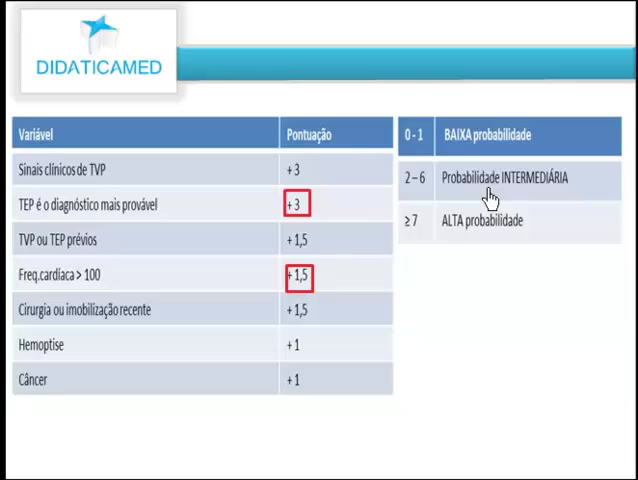 DIDATICAMED
Variável Pontuação
Sinais clínicos de TVP + 3
TEP é o diagnóstico mais provável + 3
TVP ou TEP prévios + 1,5
Freq.cardíaca > 100 + 1,5
Cirurgia ou imobilização recente + 1,5
Hemoptise + 1
Câncer + 1
0 - 1 BAIXA probabilidade
2 – 6 Probabilidade INTERMEDIÁRIA
≥ 7 ALTA probabilidade